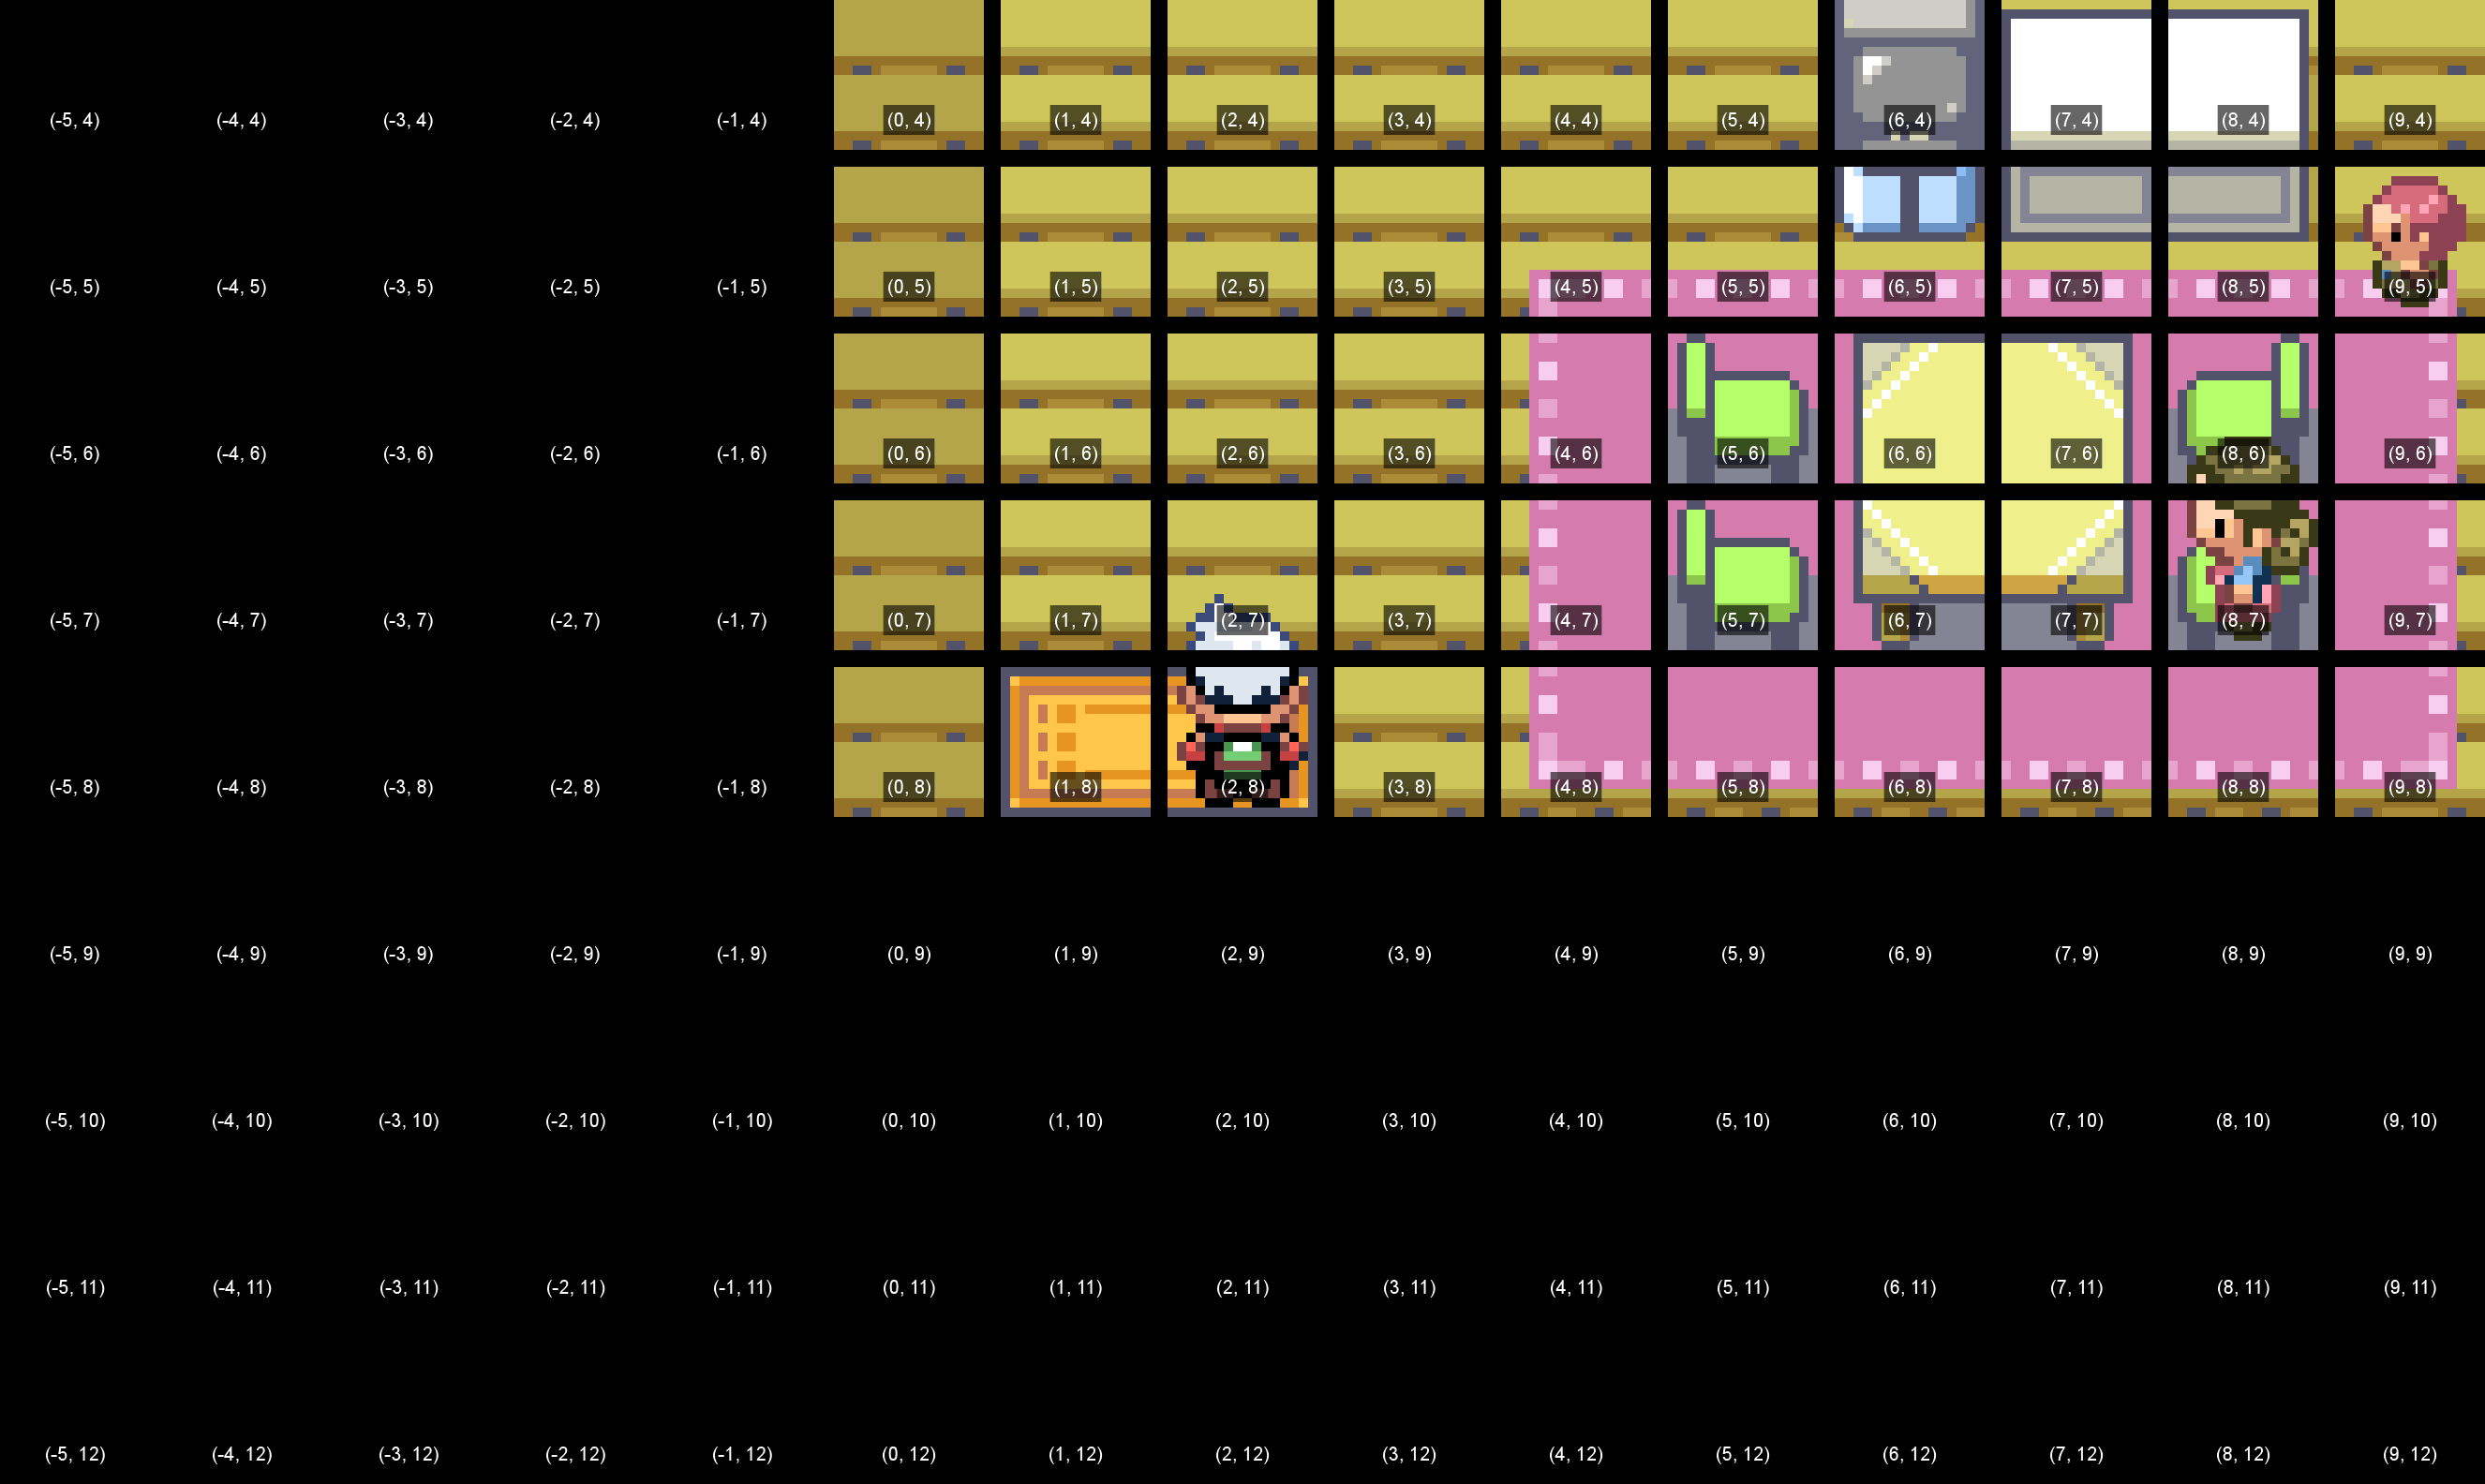 (-5, 4) (-4, 4) (-3, 4) (-2, 4) (-1, 4) (0, 4) (1, 4) (2, 4) (3, 4) (4, 4) (5, 4) (6, 4) (7, 4) (8, 4) (9, 4)
(-5, 5) (-4, 5) (-3, 5) (-2, 5) (-1, 5) (0, 5) (1, 5) (2, 5) (3, 5) (4, 5) (5, 5) (6, 5) (7, 5) (8, 5) (9, 5)
(-5, 6) (-4, 6) (-3, 6) (-2, 6) (-1, 6) (0, 6) (1, 6) (2, 6) (3, 6) (4, 6) (5, 6) (6, 6) (7, 6) (8, 6) (9, 6)
(-5, 7) (-4, 7) (-3, 7) (-2, 7) (-1, 7) (0, 7) (1, 7) (2, 7) (3, 7) (4, 7) (5, 7) (6, 7) (7, 7) (8, 7) (9, 7)
(-5, 8) (-4, 8) (-3, 8) (-2, 8) (-1, 8) (0, 8) (1, 8) (2, 8) (3, 8) (4, 8) (5, 8) (6, 8) (7, 8) (8, 8) (9, 8)
(-5, 9) (-4, 9) (-3, 9) (-2, 9) (-1, 9) (0, 9) (1, 9) (2, 9) (3, 9) (4, 9) (5, 9) (6, 9) (7, 9) (8, 9) (9, 9)
(-5, 10) (-4, 10) (-3, 10) (-2, 10) (-1, 10) (0, 10) (1, 10) (2, 10) (3, 10) (4, 10) (5, 10) (6, 10) (7, 10) (8, 10) (9, 10)
(-5, 11) (-4, 11) (-3, 11) (-2, 11) (-1, 11) (0, 11) (1, 11) (2, 11) (3, 11) (4, 11) (5, 11) (6, 11) (7, 11) (8, 11) (9, 11)
(-5, 12) (-4, 12) (-3, 12) (-2, 12) (-1, 12) (0, 12) (1, 12) (2, 12) (3, 12) (4, 12) (5, 12) (6, 12) (7, 12) (8, 12) (9, 12)